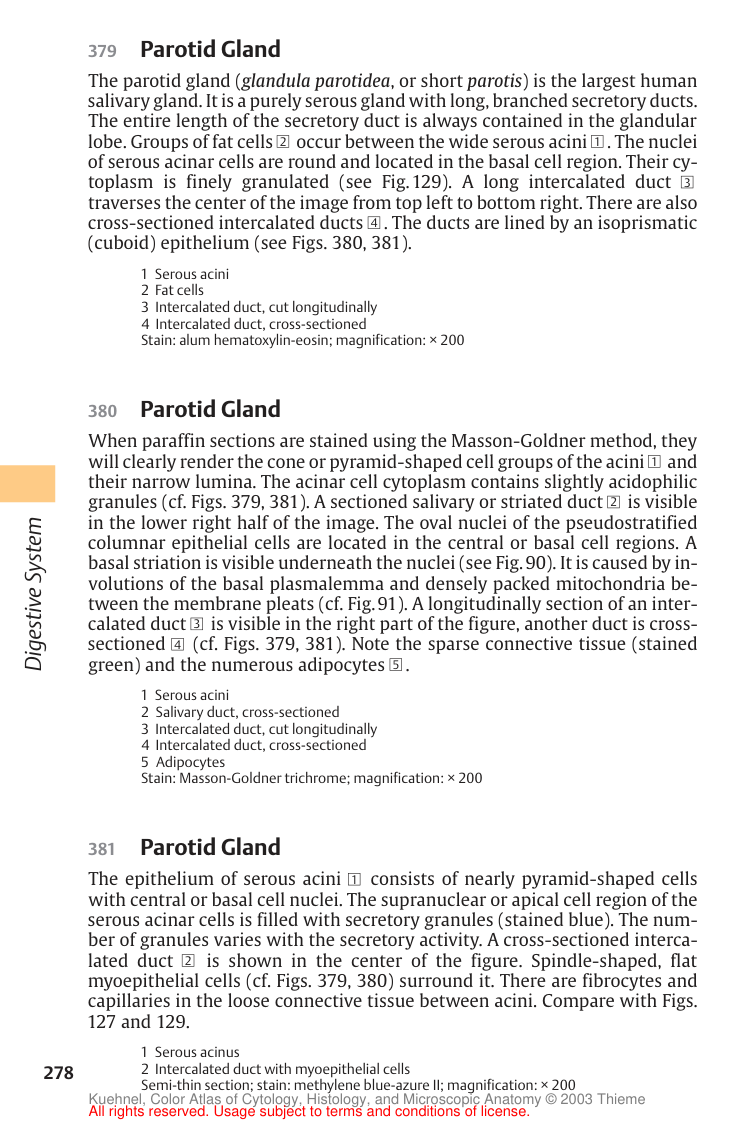 379 Parotid Gland
The parotid gland (glandula parotidea, or short parotis) is the largest human
salivary gland. It is a purely serous gland with long, branched secretory ducts.
The entire length of the secretory duct is always contained in the glandular
lobe. Groups of fat cells 2 occur between the wide serous acini 1. The nuclei
of serous acinar cells are round and located in the basal cell region. Their cy-
toplasm is finely granulated (see Fig. 129). A long intercalated duct 3
traverses the center of the image from top left to bottom right. There are also
cross-sectioned intercalated ducts 4. The ducts are lined by an isoprismatic
(cuboid) epithelium (see Figs. 380, 381).
1 Serous acini
2 Fat cells
3 Intercalated duct, cut longitudinally
4 Intercalated duct, cross-sectioned
Stain: alum hematoxylin-eosin; magnification: × 200
380 Parotid Gland
When paraffin sections are stained using the Masson-Goldner method, they
will clearly render the cone or pyramid-shaped cell groups of the acini 1 and
their narrow lumina. The acinar cell cytoplasm contains slightly acidophilic
granules (cf. Figs. 379, 381). A sectioned salivary or striated duct 2 is visible
in the lower right half of the image. The oval nuclei of the pseudostratified
columnar epithelial cells are located in the central or basal cell regions. A
basal striation is visible underneath the nuclei (see Fig. 90). It is caused by in-
volutions of the basal plasmalemma and densely packed mitochondria be-
tween the membrane pleats (cf. Fig. 91). A longitudinally section of an inter-
calated duct 3 is visible in the right part of the figure, another duct is cross-
sectioned 4 (cf. Figs. 379, 381). Note the sparse connective tissue (stained
green) and the numerous adipocytes 5.
1 Serous acini
2 Salivary duct, cross-sectioned
3 Intercalated duct, cut longitudinally
4 Intercalated duct, cross-sectioned
5 Adipocytes
Stain: Masson-Goldner trichrome; magnification: × 200
Digestive System
381 Parotid Gland
The epithelium of serous acini 1 consists of nearly pyramid-shaped cells
with central or basal cell nuclei. The supranuclear or apical cell region of the
serous acinar cells is filled with secretory granules (stained blue). The num-
ber of granules varies with the secretory activity. A cross-sectioned interca-
lated duct 2 is shown in the center of the figure. Spindle-shaped, flat
myoepithelial cells (cf. Figs. 379, 380) surround it. There are fibrocytes and
capillaries in the loose connective tissue between acini. Compare with Figs.
127 and 129.
1 Serous acinus
2 Intercalated duct with myoepithelial cells
Semi-thin section; stain: methylene blue-azure II; magnification: × 200
278
Kuehnel, Color Atlas of Cytology, Histology, and Microscopic Anatomy © 2003 Thieme
All rights reserved. Usage subject to terms and conditions of license.